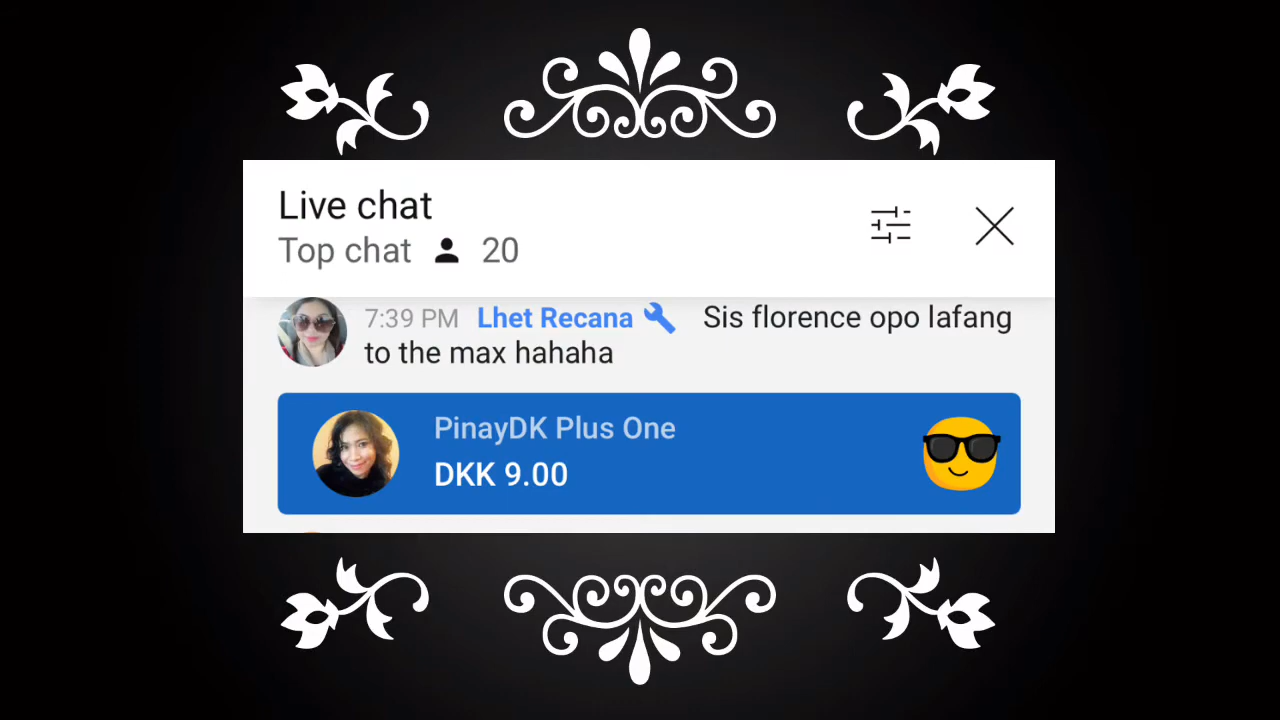 Live chat
Top chat 20
7:39 PM Lhet Recana Sis florence opo lafang
to the max hahaha
PinayDK Plus One
DKK 9.00